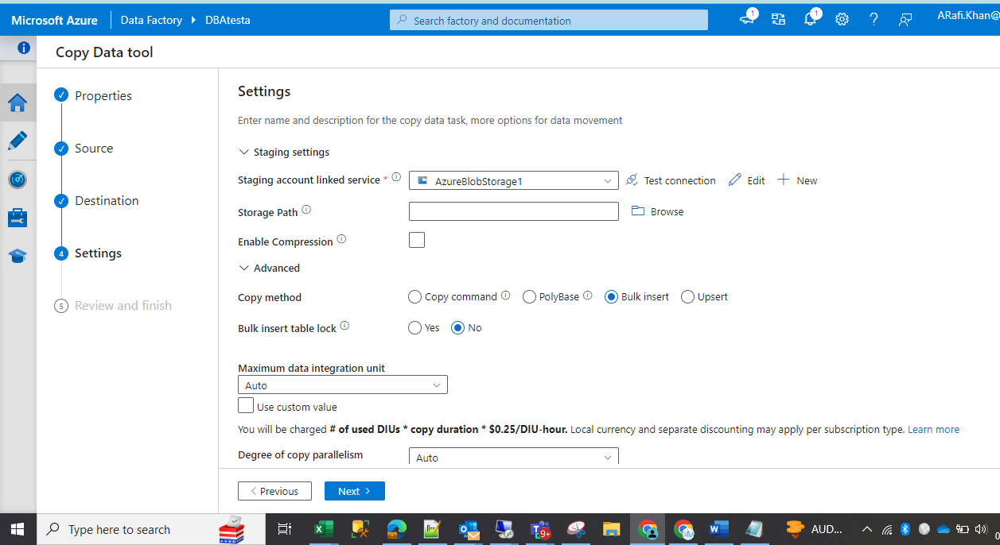 Microsoft Azure Data Factory DBAtesta Search factory and documentation 1 1 ARafi.Khan@
Copy Data tool
Properties
Source
Destination
4 Settings
5 Review and finish
Settings
Enter name and description for the copy data task, more options for data movement
Staging settings
Staging account linked service * AzureBlobStorage1 Test connection Edit New
Storage Path Browse
Enable Compression
Advanced
Copy method Copy command PolyBase Bulk insert Upsert
Bulk insert table lock Yes No
Maximum data integration unit
Auto
Use custom value
You will be charged # of used DIUs * copy duration * $0.25/DIU-hour. Local currency and separate discounting may apply per subscription type. Learn more
Degree of copy parallelism Auto
Previous Next
Type here to search 9+ AUD...